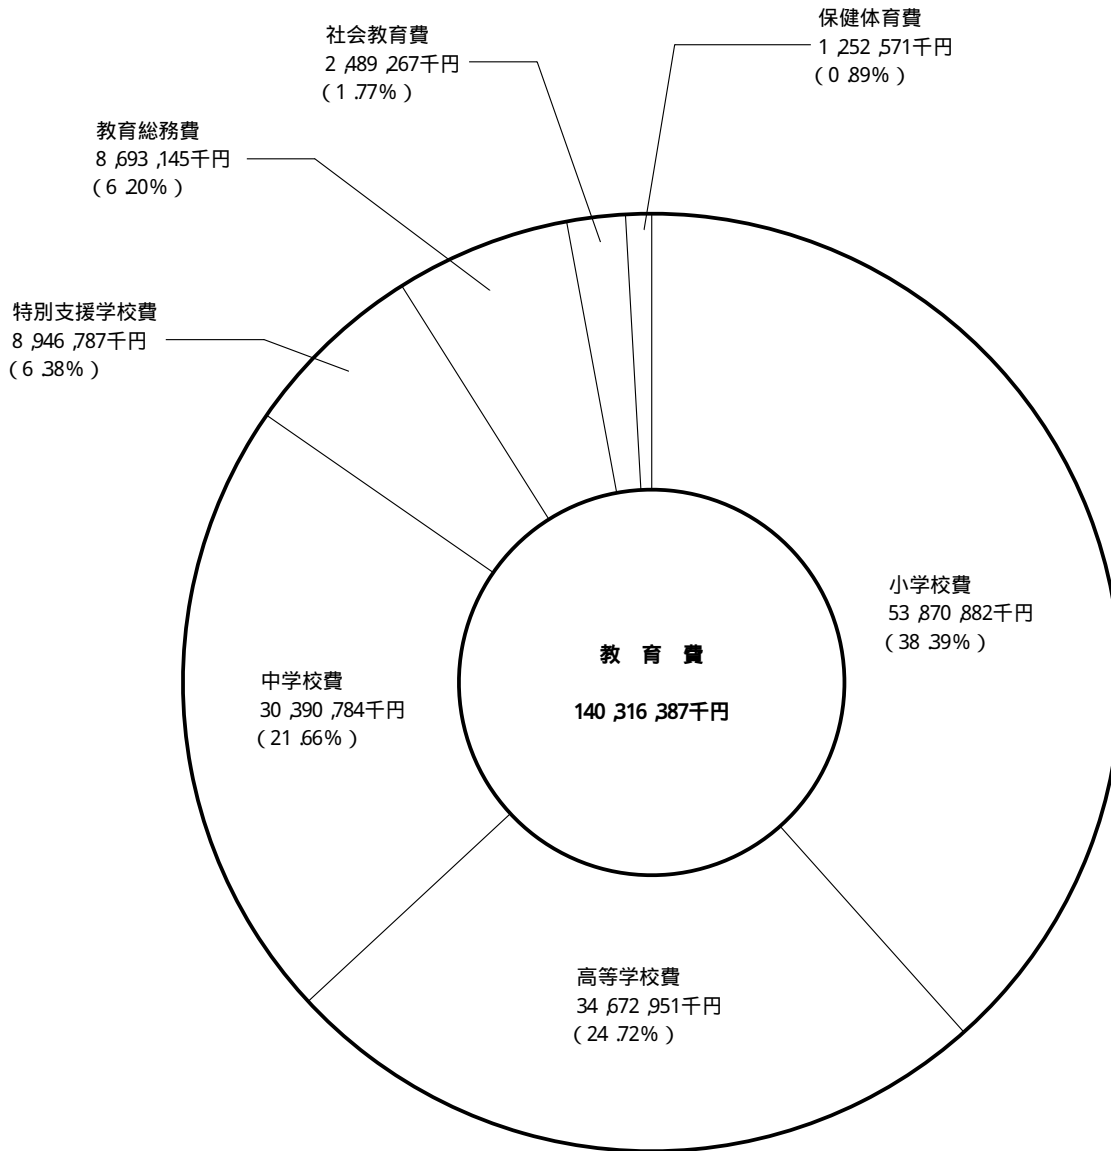 保健体育費
1,252,571千円
(0.89%)
社会教育費
2,489,267千円
(1.77%)
教育総務費
8,693,145千円
(6.20%)
特別支援学校費
8,946,787千円
(6.38%)
小学校費
53,870,882千円
(38.39%)
教育費
140,316,387千円
中学校費
30,390,784千円
(21.66%)
高等学校費
34,672,951千円
(24.72%)